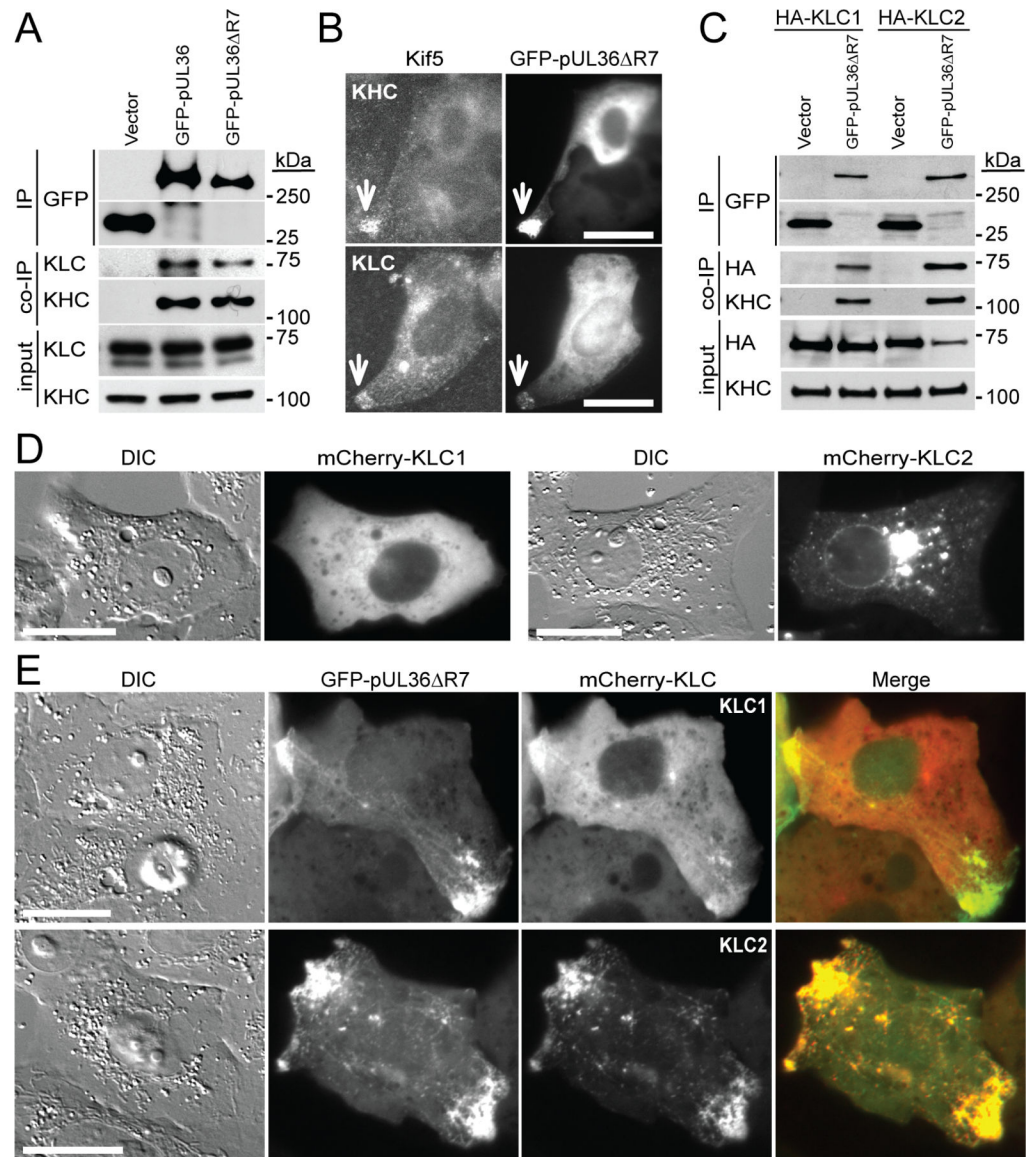 A
Vector
GFP-pUL36
GFP-pUL36ΔR7
kDa
IP
GFP
250
25
co-IP
KLC
75
KHC
100
input
KLC
75
KHC
100
B
Kif5
GFP-pUL36ΔR7
KHC
KLC
C
HA-KLC1
HA-KLC2
Vector
GFP-pUL36ΔR7
Vector
GFP-pUL36ΔR7
kDa
IP
GFP
250
25
co-IP
HA
75
KHC
100
input
HA
75
KHC
100
D
DIC
mCherry-KLC1
DIC
mCherry-KLC2
E
DIC
GFP-pUL36ΔR7
mCherry-KLC
Merge
KLC1
KLC2